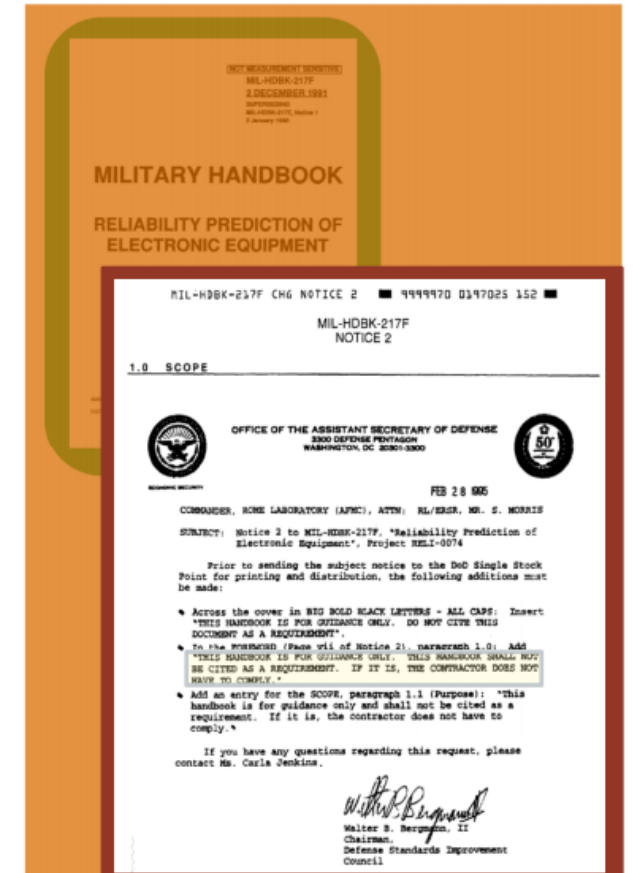 NOT MEASUREMENT SENSITIVE
MIL-HDBK-217F
2 DECEMBER 1991
SUPERSEDING
MIL-HDBK-217E, Notice 1
2 January 1990
MILITARY HANDBOOK
RELIABILITY PREDICTION OF
ELECTRONIC EQUIPMENT
MIL-HDBK-217F CHG NOTICE 2 ■ 9999970 0197025 152 ■
MIL-HDBK-217F
NOTICE 2
1.0 SCOPE
OFFICE OF THE ASSISTANT SECRETARY OF DEFENSE
3300 DEFENSE PENTAGON
WASHINGTON, DC 20301-3300
50
ECONOMIC SECURITY
FEB 28 1995
COMMANDER, ROME LABORATORY (AFMC), ATTN: RL/ERSR, MR. S. MORRIS
SUBJECT: Notice 2 to MIL-HDBK-217F, "Reliability Prediction of
Electronic Equipment", Project RELI-0074
Prior to sending the subject notice to the DoD Single Stock
Point for printing and distribution, the following additions must
be made:
• Across the cover in BIG BOLD BLACK LETTERS - ALL CAPS: Insert
"THIS HANDBOOK IS FOR GUIDANCE ONLY. DO NOT CITE THIS
DOCUMENT AS A REQUIREMENT".
• In the FOREWORD (Page vii of Notice 2), paragraph 1.0: Add
"THIS HANDBOOK IS FOR GUIDANCE ONLY. THIS HANDBOOK SHALL NOT
BE CITED AS A REQUIREMENT. IF IT IS, THE CONTRACTOR DOES NOT
HAVE TO COMPLY."
• Add an entry for the SCOPE, paragraph 1.1 (Purpose): "This
handbook is for guidance only and shall not be cited as a
requirement. If it is, the contractor does not have to
comply."
If you have any questions regarding this request, please
contact Ms. Carla Jenkins.
Walter B. Bergmann, II
Chairman,
Defense Standards Improvement
Council